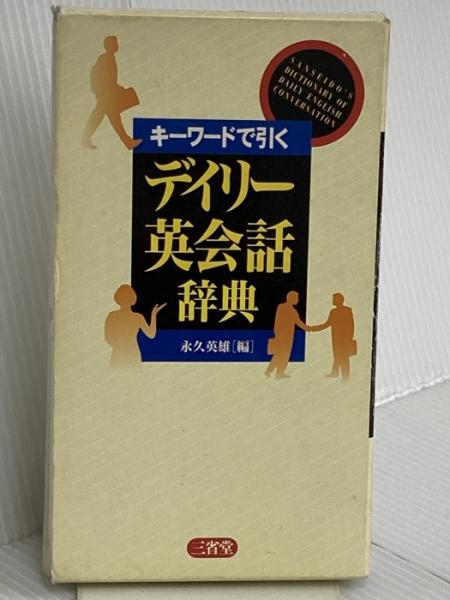 SANSEIDO'S
DICTIONARY OF
DAILY ENGLISH
CONVERSATION
キーワードで引く
デイリー
英会話
辞典
永久英雄[編]
三省堂